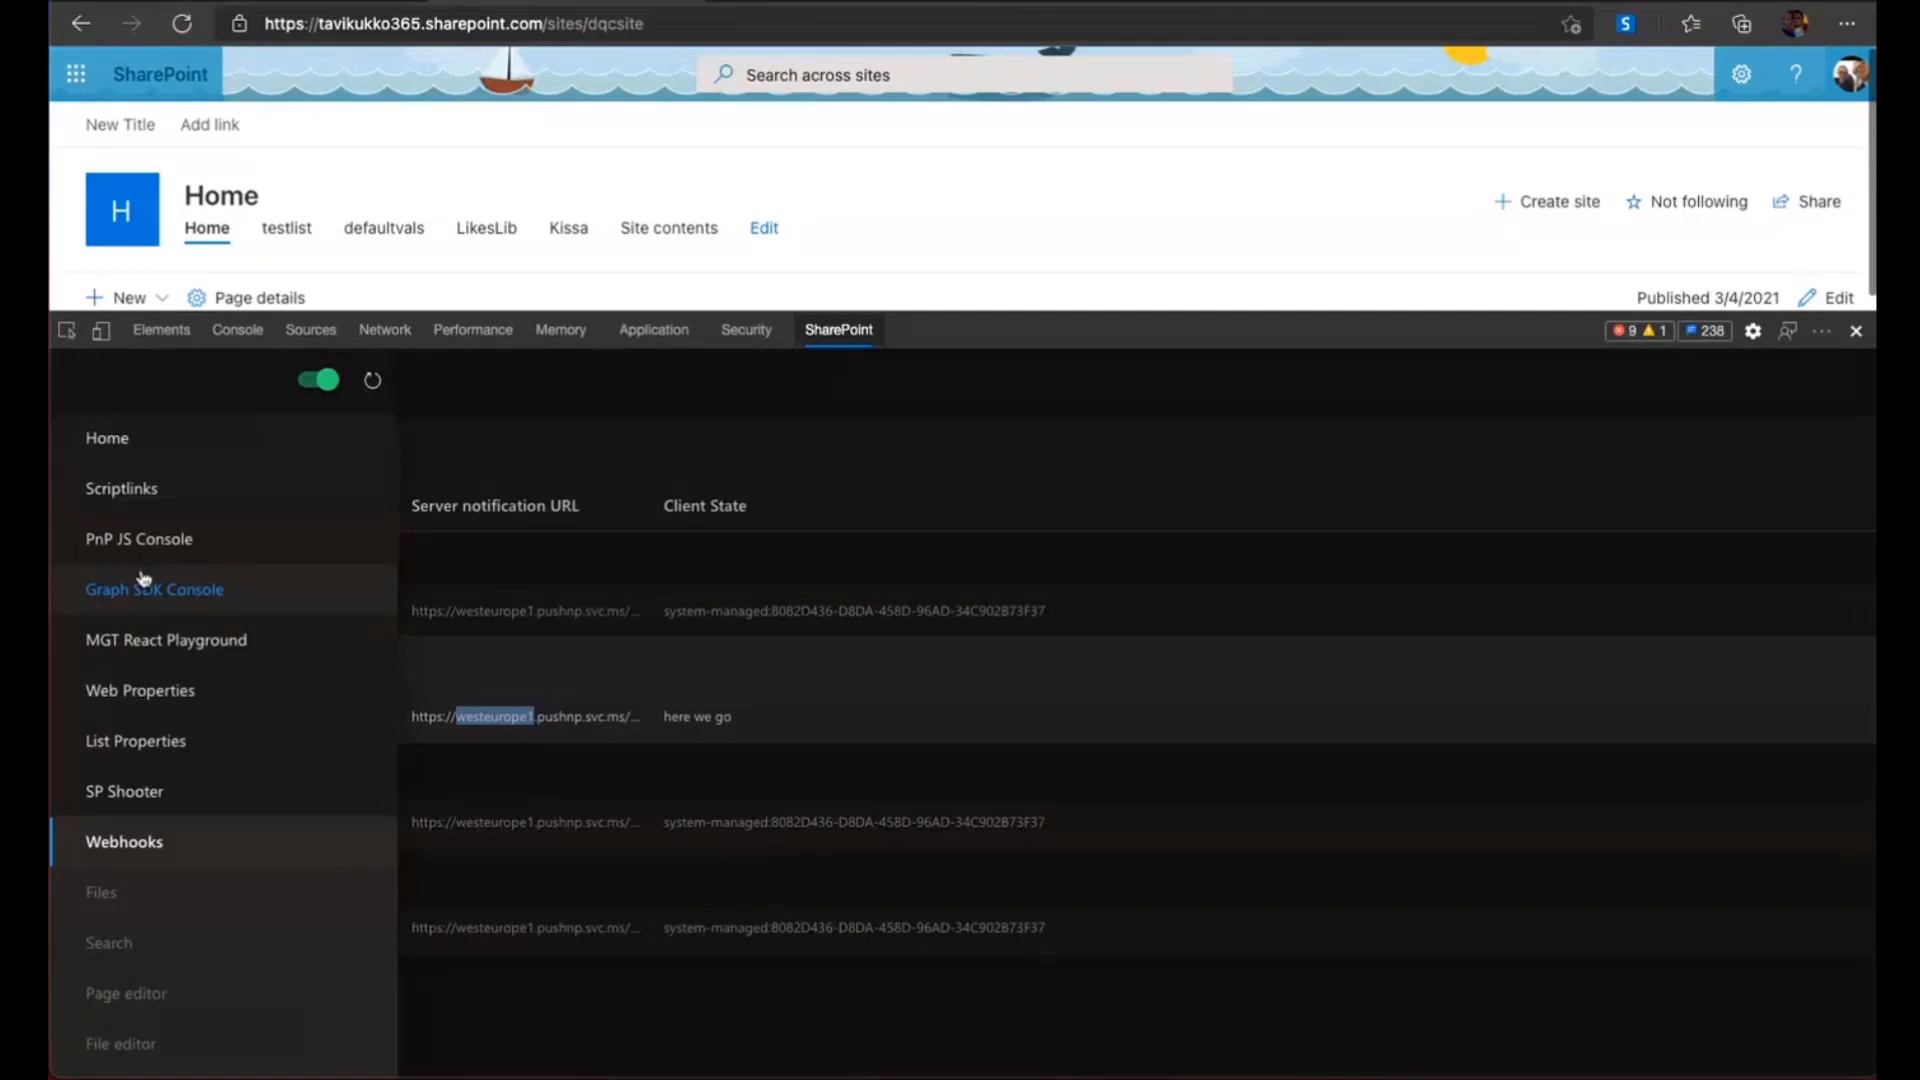 https://tavikukko365.sharepoint.com/sites/dqcsite
S
SharePoint
Search across sites
?
New Title
Add link
H
Home
Create site
Not following
Share
Home
testlist
defaultvals
LikesLib
Kissa
Site contents
Edit
New
Page details
Published 3/4/2021
Edit
Elements
Console
Sources
Network
Performance
Memory
Application
Security
SharePoint
9
1
238
Home
Scriptlinks
PnP JS Console
Graph SDK Console
MGT React Playground
Web Properties
List Properties
SP Shooter
Webhooks
Files
Search
Page editor
File editor
Server notification URL
Client State
https://westeurope1.pushnp.svc.ms/...
system-managed:8082D436-D8DA-458D-96AD-34C902873F37
https://westeurope1.pushnp.svc.ms/...
here we go
https://westeurope1.pushnp.svc.ms/...
system-managed:8082D436-D8DA-458D-96AD-34C902873F37
https://westeurope1.pushnp.svc.ms/...
system-managed:8082D436-D8DA-458D-96AD-34C902873F37